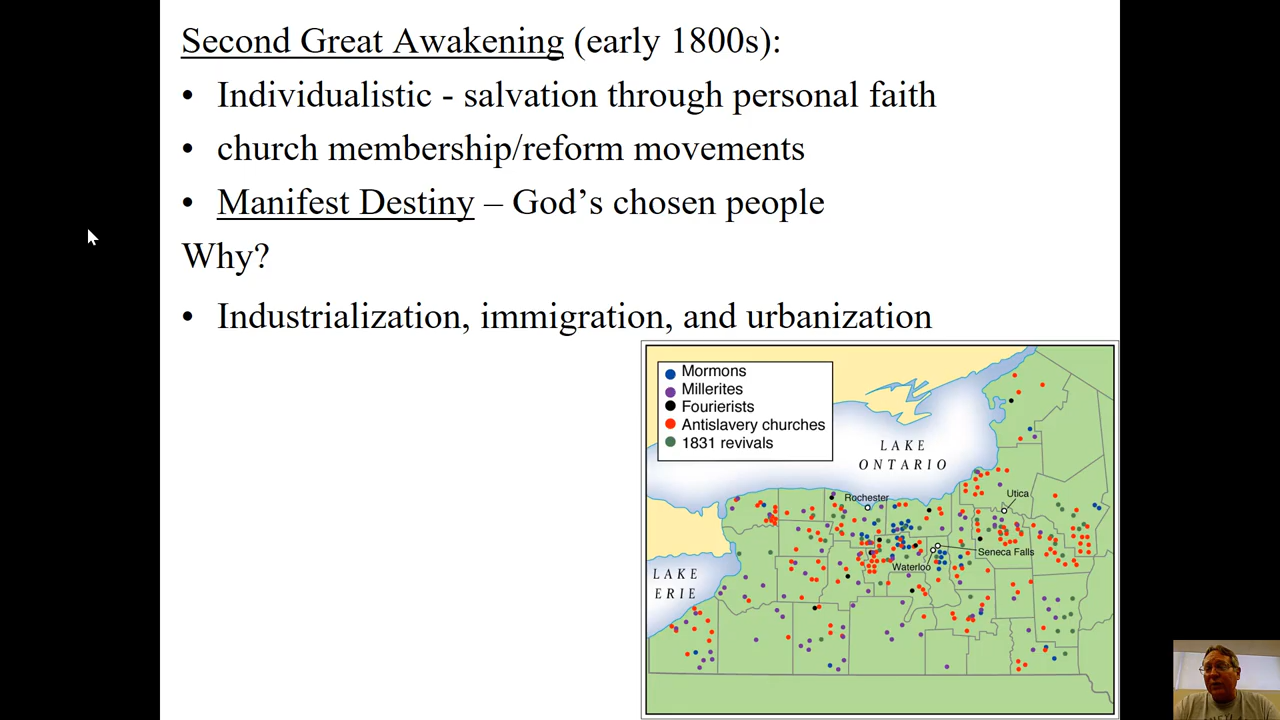 Second Great Awakening (early 1800s):
• Individualistic - salvation through personal faith
• church membership/reform movements
• Manifest Destiny – God’s chosen people
Why?
• Industrialization, immigration, and urbanization
Mormons
Millerites
Fourierists
Antislavery churches
1831 revivals
LAKE
ONTARIO
Rochester
Utica
Seneca Falls
Waterloo
LAKE
ERIE